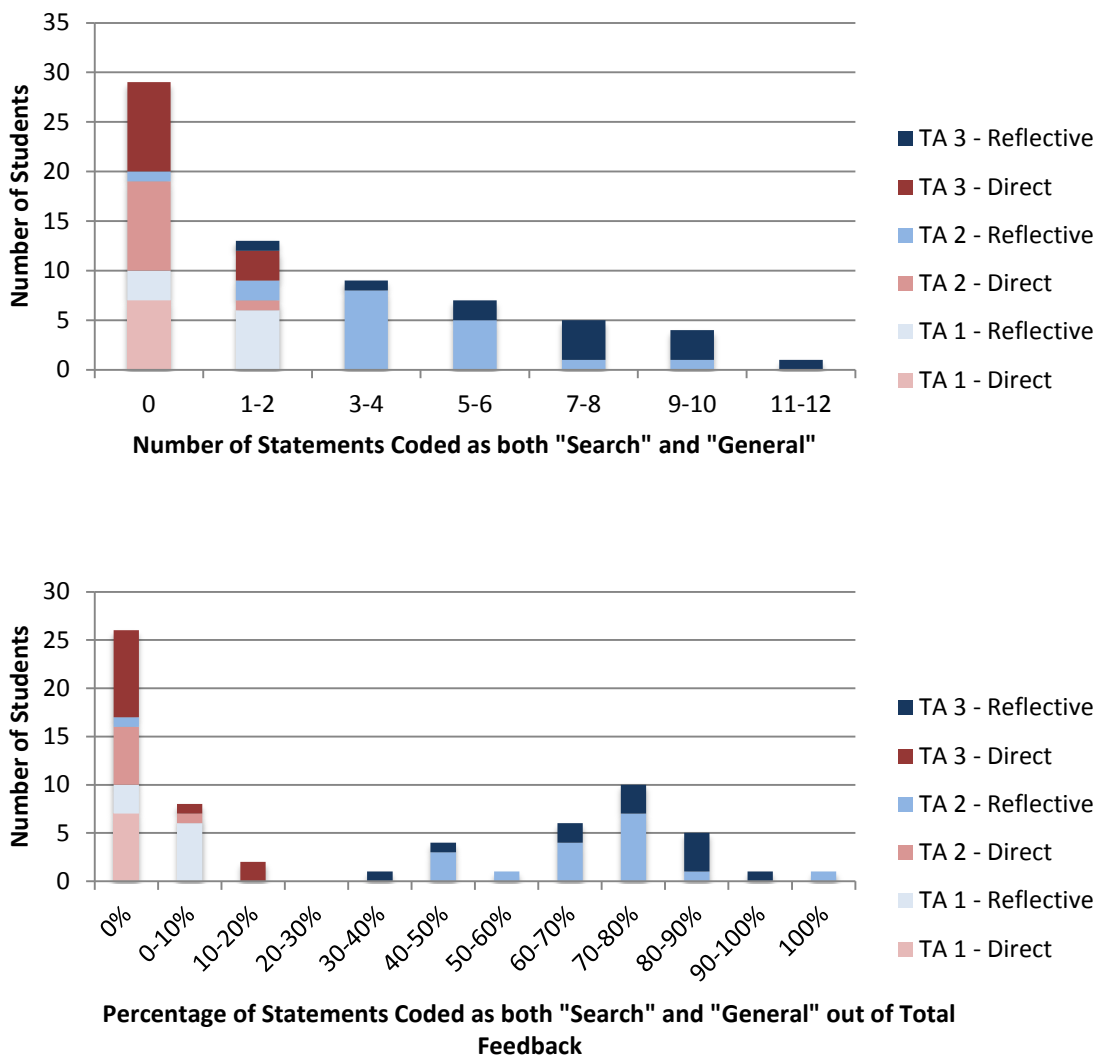 35
30
25
20
15
10
5
0
Number of Students
0 1-2 3-4 5-6 7-8 9-10 11-12
Number of Statements Coded as both "Search" and "General"
TA 3 - Reflective
TA 3 - Direct
TA 2 - Reflective
TA 2 - Direct
TA 1 - Reflective
TA 1 - Direct
30
25
20
15
10
5
0
Number of Students
0% 0-10% 10-20% 20-30% 30-40% 40-50% 50-60% 60-70% 70-80% 80-90% 90-100% 100%
Percentage of Statements Coded as both "Search" and "General" out of Total
Feedback
TA 3 - Reflective
TA 3 - Direct
TA 2 - Reflective
TA 2 - Direct
TA 1 - Reflective
TA 1 - Direct